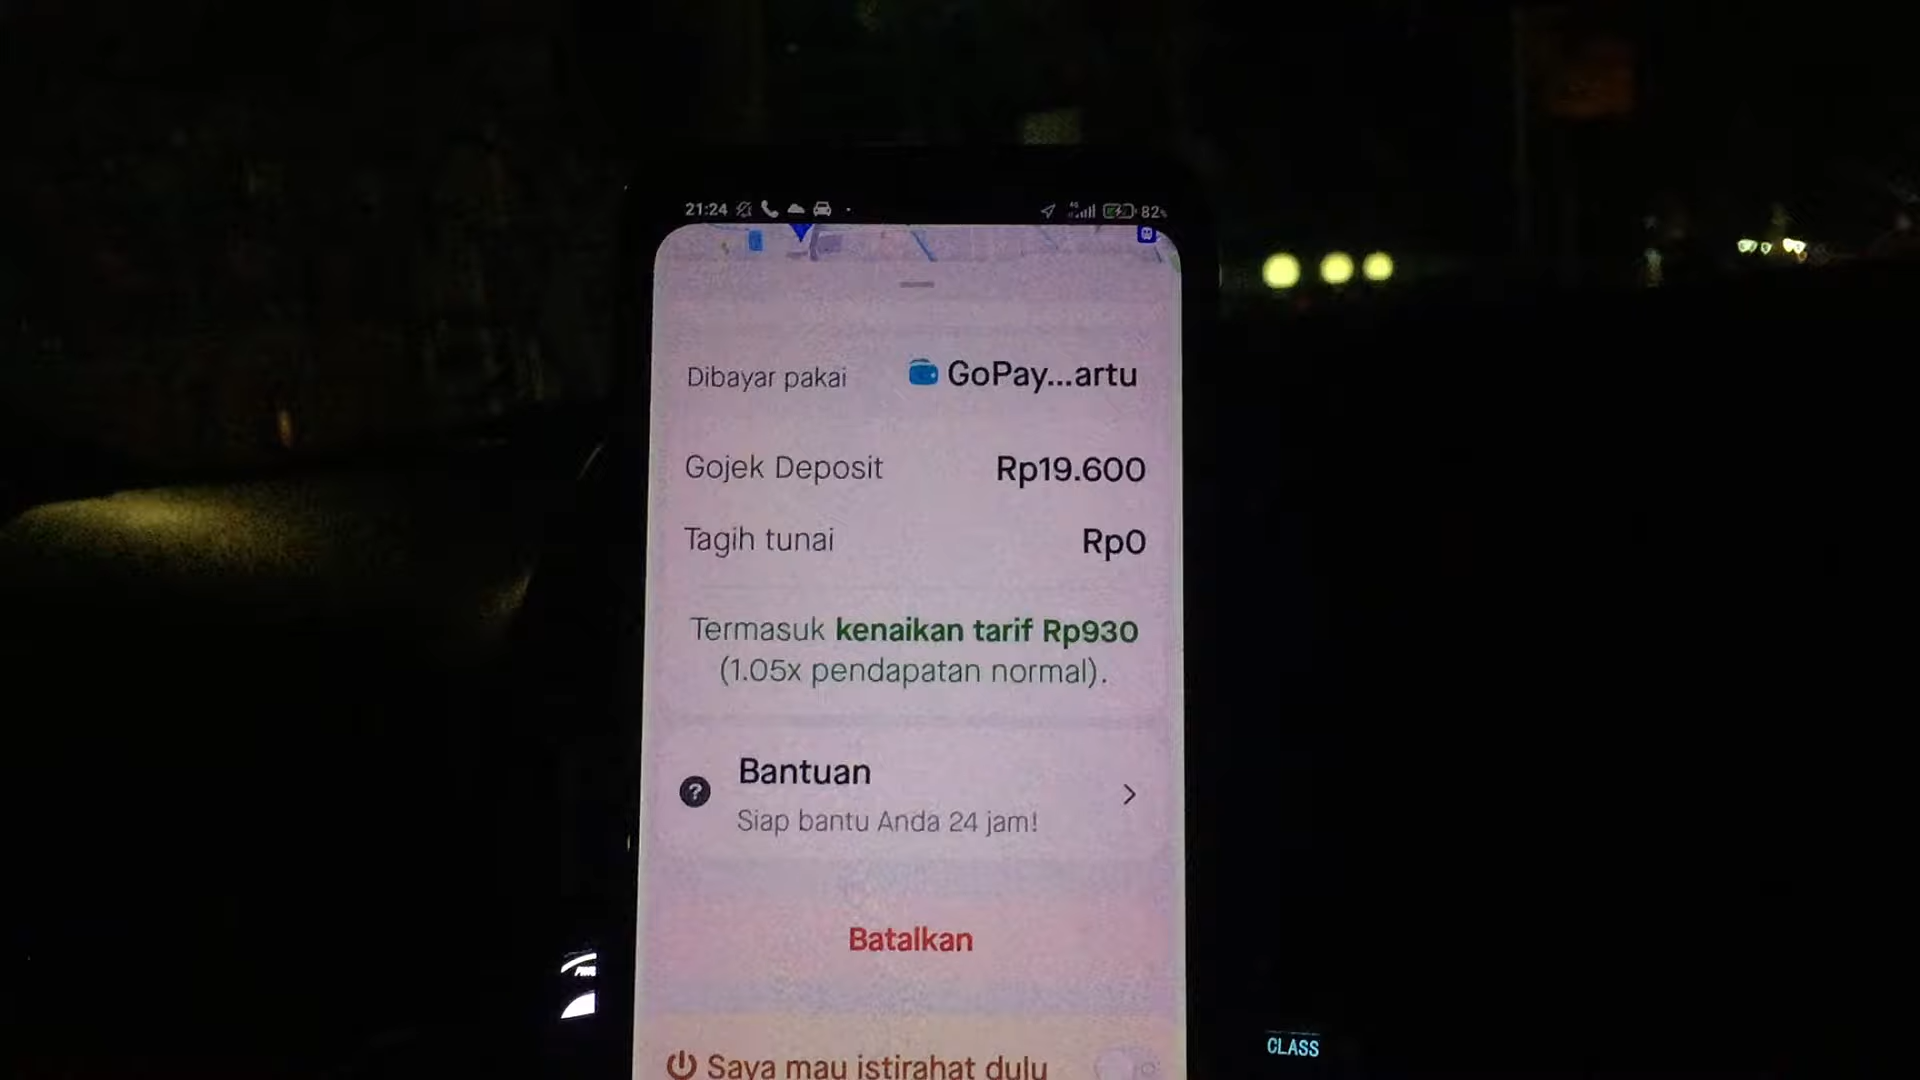 21:24
4G
82%
Dibayar pakai GoPay...artu
Gojek Deposit Rp19.600
Tagih tunai Rp0
Termasuk kenaikan tarif Rp930
(1.05x pendapatan normal).
Bantuan
Siap bantu Anda 24 jam!
Batalkan
Saya mau istirahat dulu
CLASS